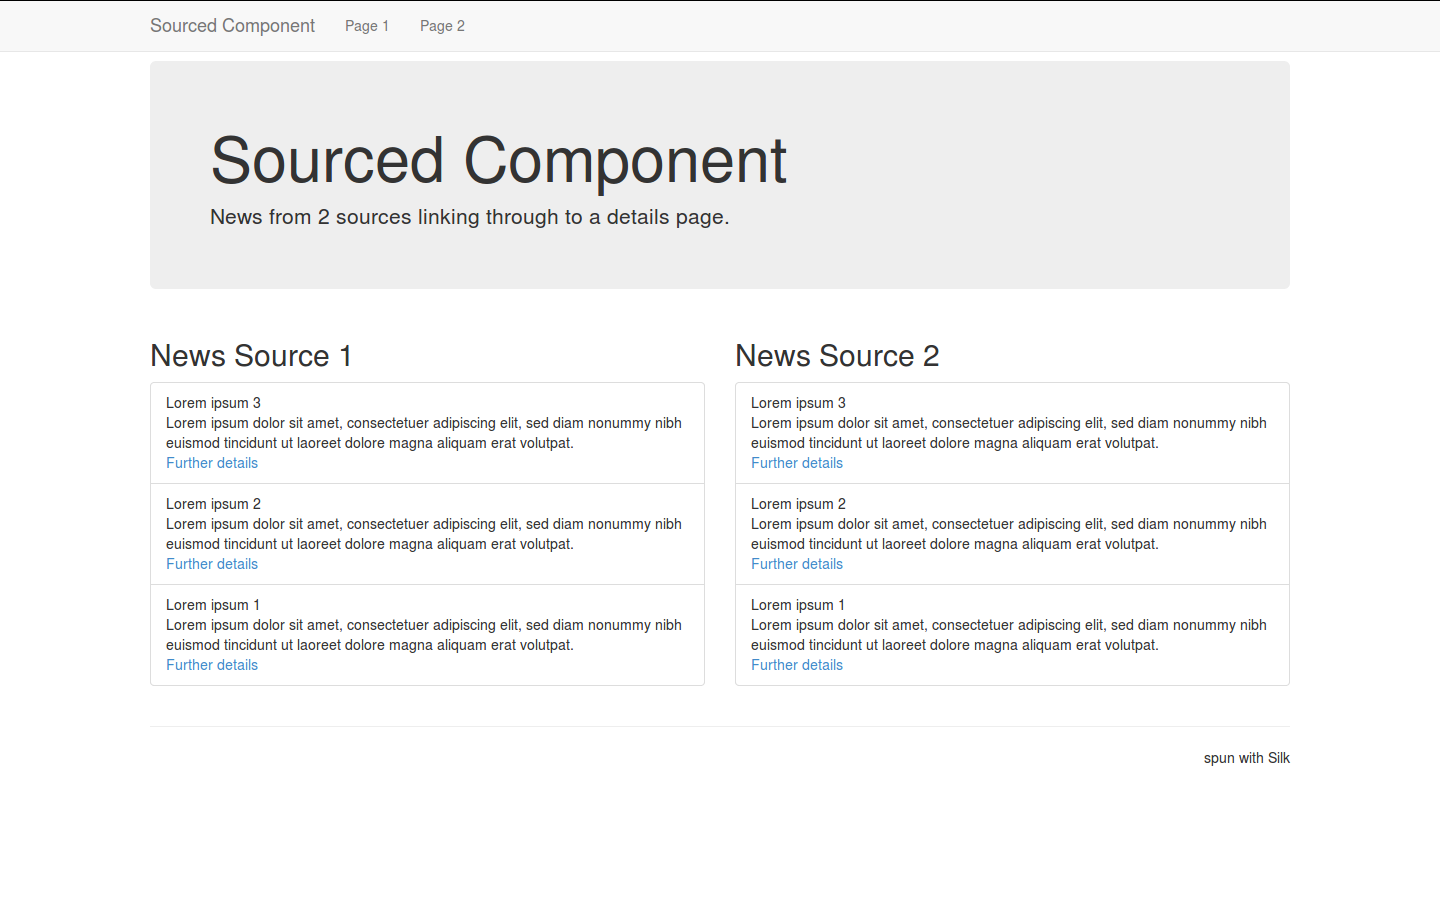 Sourced Component Page 1 Page 2
Sourced Component
News from 2 sources linking through to a details page.
News Source 1
Lorem ipsum 3
Lorem ipsum dolor sit amet, consectetuer adipiscing elit, sed diam nonummy nibh
euismod tincidunt ut laoreet dolore magna aliquam erat volutpat.
Further details
Lorem ipsum 2
Lorem ipsum dolor sit amet, consectetuer adipiscing elit, sed diam nonummy nibh
euismod tincidunt ut laoreet dolore magna aliquam erat volutpat.
Further details
Lorem ipsum 1
Lorem ipsum dolor sit amet, consectetuer adipiscing elit, sed diam nonummy nibh
euismod tincidunt ut laoreet dolore magna aliquam erat volutpat.
Further details
News Source 2
Lorem ipsum 3
Lorem ipsum dolor sit amet, consectetuer adipiscing elit, sed diam nonummy nibh
euismod tincidunt ut laoreet dolore magna aliquam erat volutpat.
Further details
Lorem ipsum 2
Lorem ipsum dolor sit amet, consectetuer adipiscing elit, sed diam nonummy nibh
euismod tincidunt ut laoreet dolore magna aliquam erat volutpat.
Further details
Lorem ipsum 1
Lorem ipsum dolor sit amet, consectetuer adipiscing elit, sed diam nonummy nibh
euismod tincidunt ut laoreet dolore magna aliquam erat volutpat.
Further details
spun with Silk